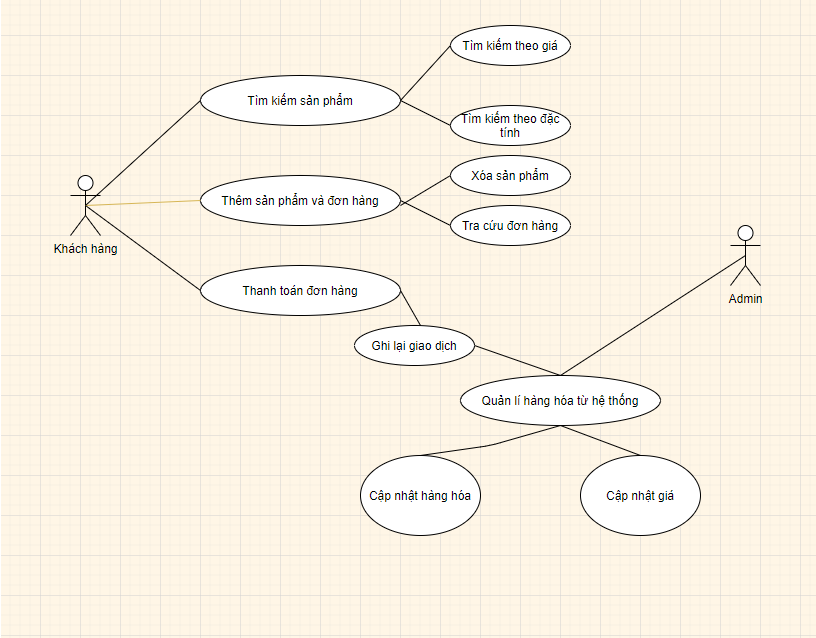 Tìm kiếm theo giá
Tìm kiếm sản phẩm
Tìm kiếm theo đặc
tính
Xóa sản phẩm
Thêm sản phẩm và đơn hàng
Tra cứu đơn hàng
Khách hàng
Thanh toán đơn hàng
Admin
Ghi lại giao dịch
Quản lí hàng hóa từ hệ thống
Cập nhật hàng hóa
Cập nhật giá